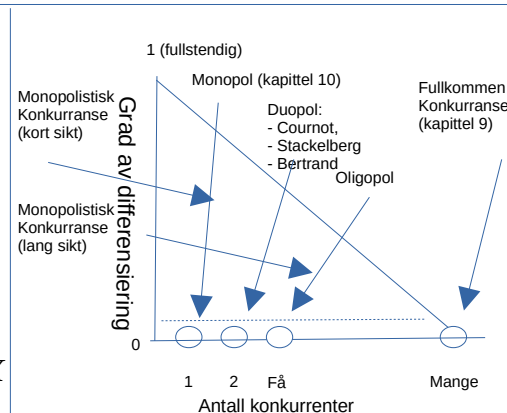 1 (fullstendig)
Monopol (kapittel 10)
Monopolistisk
Konkurranse
(kort sikt)
Grad av differensiering
Duopol:
- Cournot,
- Stackelberg
- Bertrand
Fullkommen
Konkurranse
(kapittel 9)
Oligopol
Monopolistisk
Konkurranse
(lang sikt)
0
1
2
Få
Mange
Antall konkurrenter